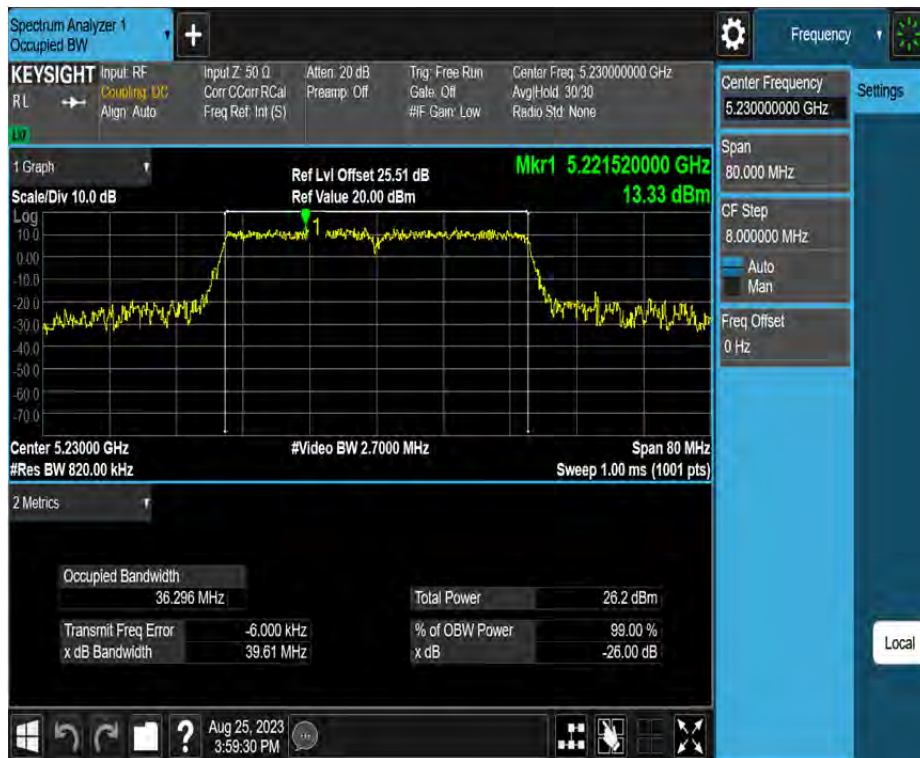 Spectrum Analyzer 1
Occupied BW
Frequency
KEYSIGHT
Input: RF
Input Z: 50 Ω
Atten: 20 dB
Trig: Free Run
Center Freq: 5.230000000 GHz
RL
Coupling: DC
Corr CCorr RCal
Preamp: Off
Gate: Off
Avg|Hold: 30/30
Align: Auto
Freq Ref: Int (S)
#IF Gain: Low
Radio Std: None
Center Frequency
5.230000000 GHz
Settings
Span
80.000 MHz
CF Step
8.000000 MHz
Auto
Man
Freq Offset
0 Hz
Local
1 Graph
Ref Lvl Offset 25.51 dB
Mkr1 5.221520000 GHz
Scale/Div 10.0 dB
Ref Value 20.00 dBm
13.33 dBm
Log
1
10.0
0.00
-10.0
-20.0
-30.0
-40.0
-50.0
-60.0
-70.0
Center 5.23000 GHz
#Video BW 2.7000 MHz
Span 80 MHz
#Res BW 820.00 kHz
Sweep 1.00 ms (1001 pts)
2 Metrics
Occupied Bandwidth
36.296 MHz
Total Power
26.2 dBm
Transmit Freq Error
-6.000 kHz
% of OBW Power
99.00 %
x dB Bandwidth
39.61 MHz
x dB
-26.00 dB
?
Aug 25, 2023
3:59:30 PM